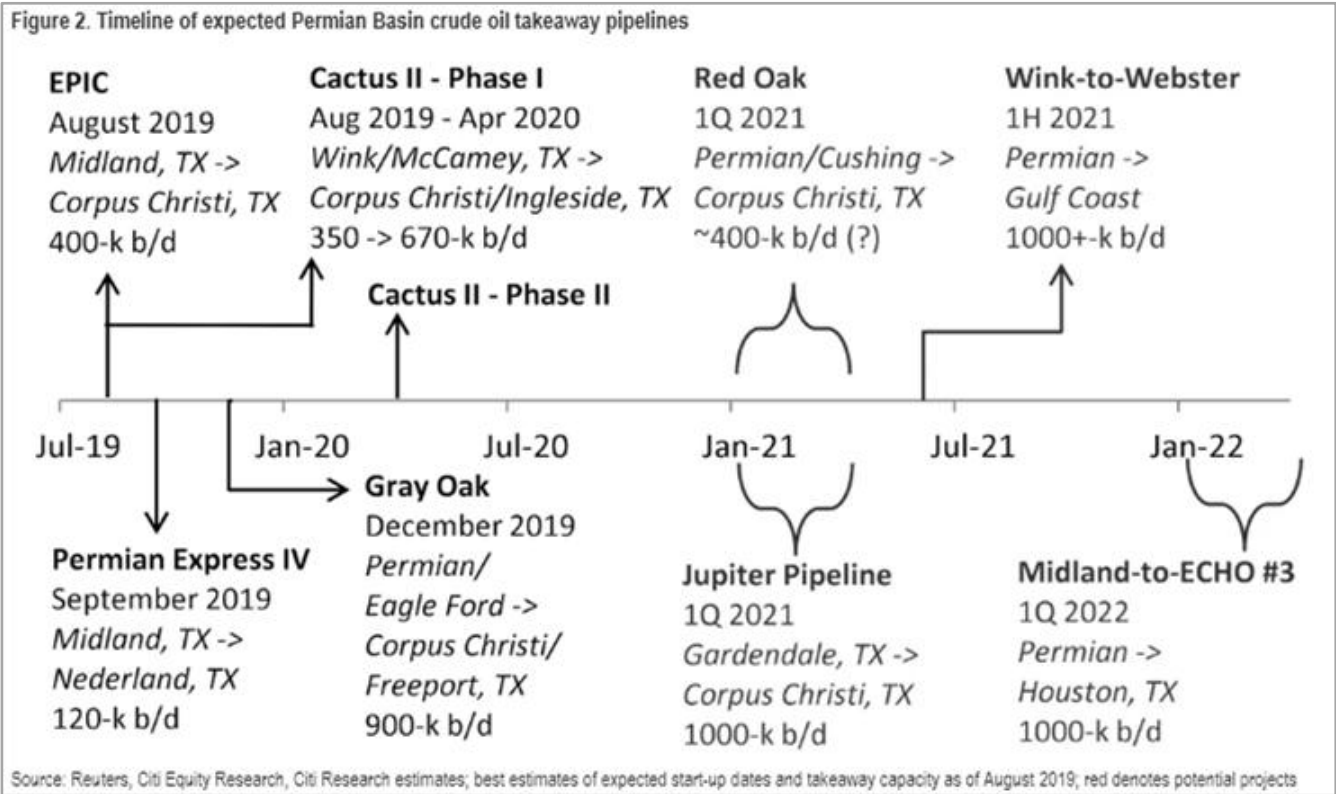 Figure 2. Timeline of expected Permian Basin crude oil takeaway pipelines
EPIC
August 2019
Midland, TX ->
Corpus Christi, TX
400-k b/d
Cactus II - Phase I
Aug 2019 - Apr 2020
Wink/McCamey, TX ->
Corpus Christi/Ingleside, TX
350 -> 670-k b/d
Cactus II - Phase II
Red Oak
1Q 2021
Permian/Cushing ->
Corpus Christi, TX
~400-k b/d (?)
Wink-to-Webster
1H 2021
Permian ->
Gulf Coast
1000+-k b/d
Jul-19
Jan-20
Jul-20
Jan-21
Jul-21
Jan-22
Permian Express IV
September 2019
Midland, TX ->
Nederland, TX
120-k b/d
Gray Oak
December 2019
Permian/
Eagle Ford ->
Corpus Christi/
Freeport, TX
900-k b/d
Jupiter Pipeline
1Q 2021
Gardendale, TX ->
Corpus Christi, TX
1000-k b/d
Midland-to-ECHO #3
1Q 2022
Permian ->
Houston, TX
1000-k b/d
Source: Reuters, Citi Equity Research, Citi Research estimates; best estimates of expected start-up dates and takeaway capacity as of August 2019; red denotes potential projects